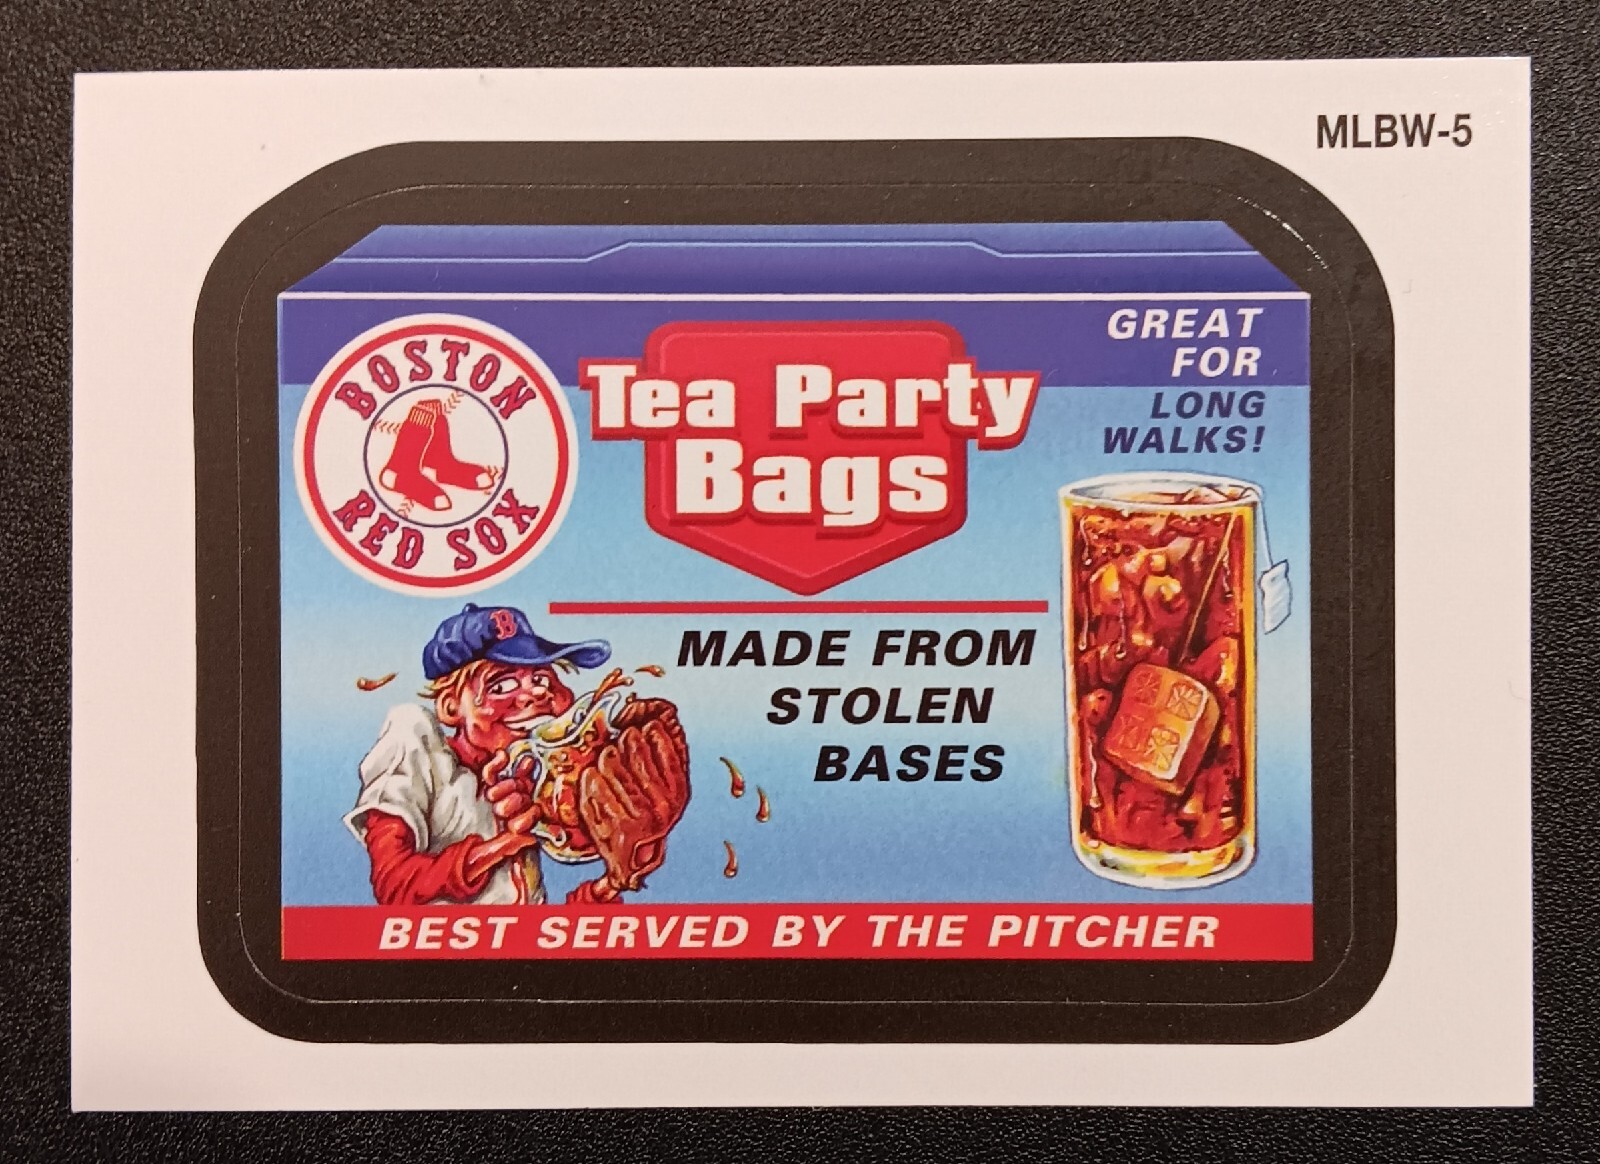 MLBW-5
BOSTON
RED SOX
Tea Party
Bags
GREAT
FOR
LONG
WALKS!
B
MADE FROM
STOLEN
BASES
BEST SERVED BY THE PITCHER